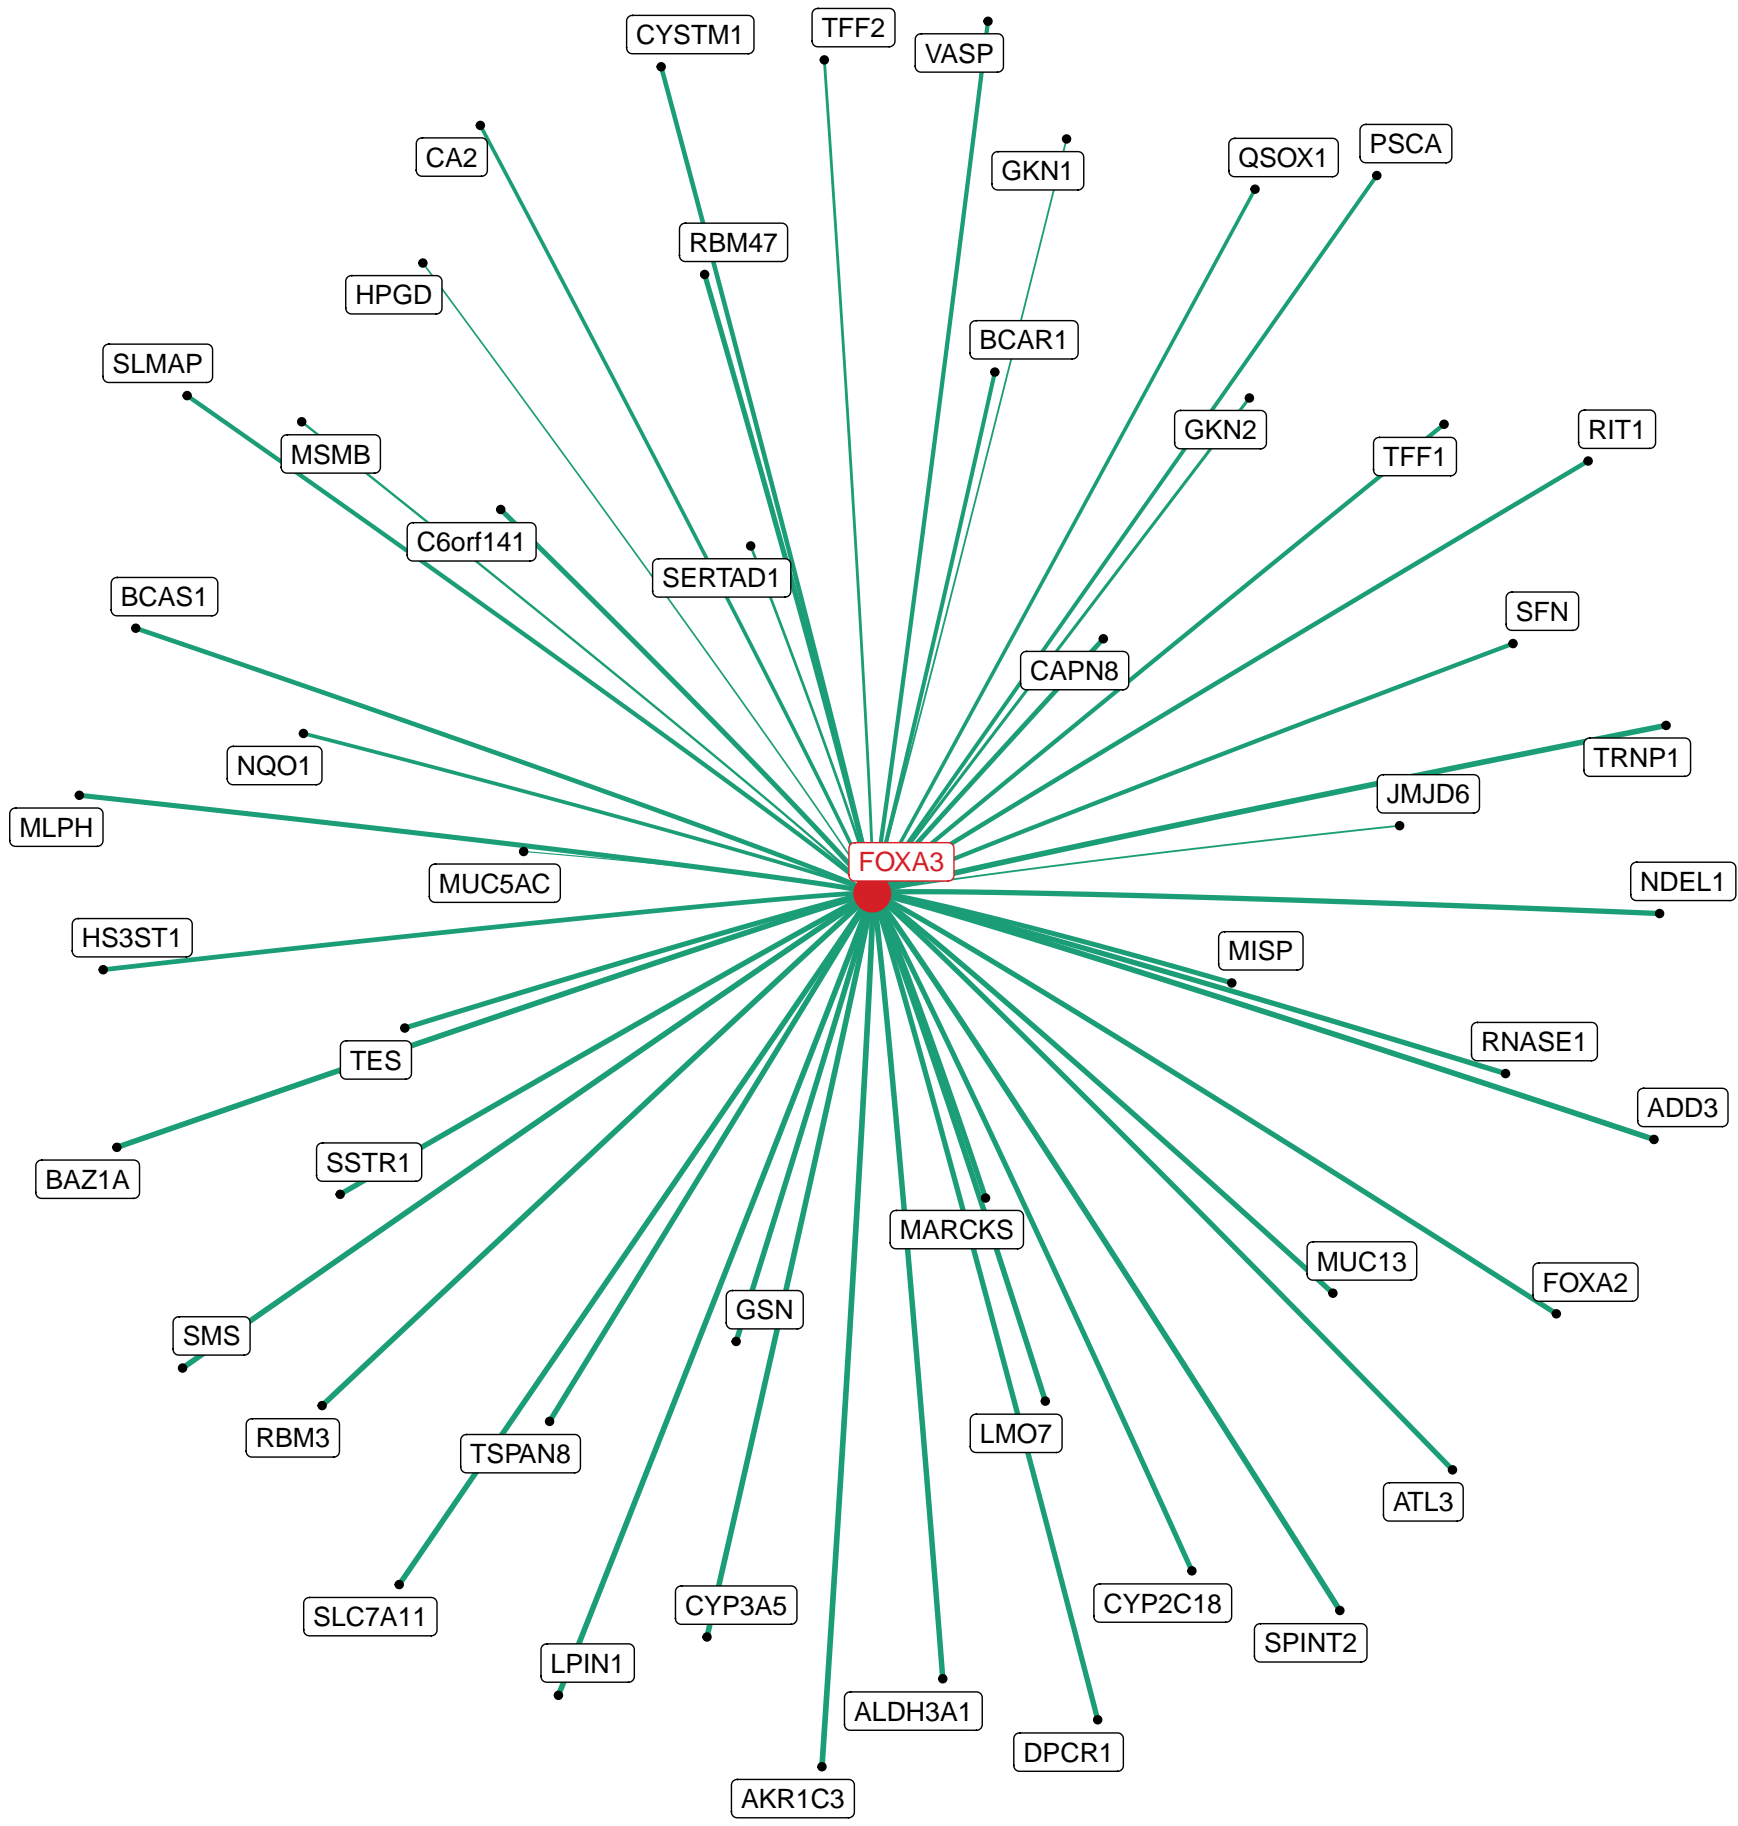 TFF2
CYSTM1
VASP
PSCA
CA2
QSOX1
GKN1
RBM47
HPGD
BCAR1
SLMAP
GKN2
RIT1
MSMB
TFF1
C6orf141
SERTAD1
BCAS1
SFN
CAPN8
TRNP1
NQO1
JMJD6
MLPH
FOXA3
NDEL1
MUC5AC
HS3ST1
MISP
RNASE1
TES
ADD3
SSTR1
BAZ1A
MARCKS
MUC13
FOXA2
GSN
SMS
LMO7
RBM3
TSPAN8
ATL3
CYP2C18
CYP3A5
SLC7A11
SPINT2
LPIN1
ALDH3A1
DPCR1
AKR1C3